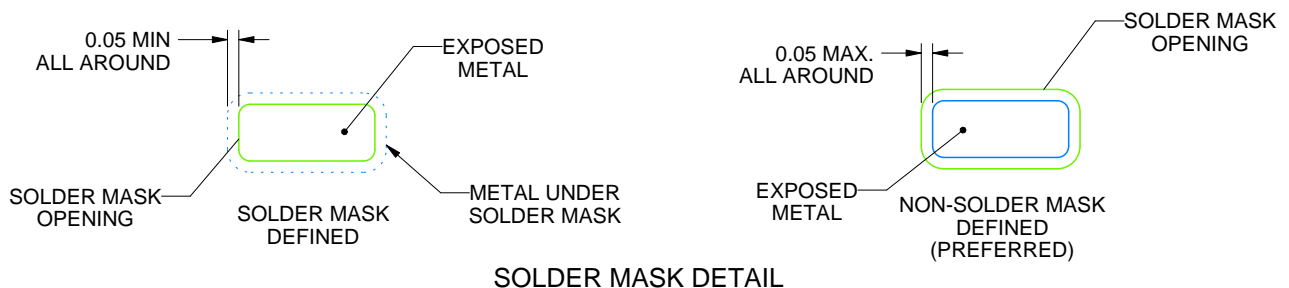 0.05 MIN
ALL AROUND
EXPOSED
METAL
SOLDER MASK
OPENING
SOLDER MASK
DEFINED
METAL UNDER
SOLDER MASK
0.05 MAX.
ALL AROUND
SOLDER MASK
OPENING
EXPOSED
METAL
NON-SOLDER MASK
DEFINED
(PREFERRED)
SOLDER MASK DETAIL